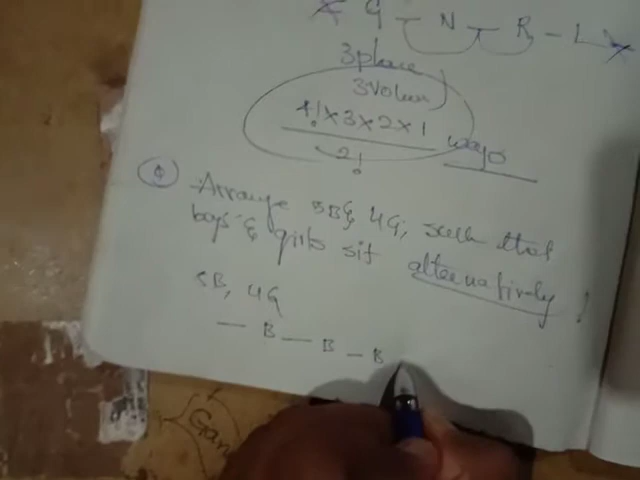 G N R - L
3 place
3 Vowels
4! × 3 × 2 × 1 ways
2!
Q Arrange 5B & 4G, such that
boys & girls sit alternatively!
5B, 4G
— B — B — B
Gan